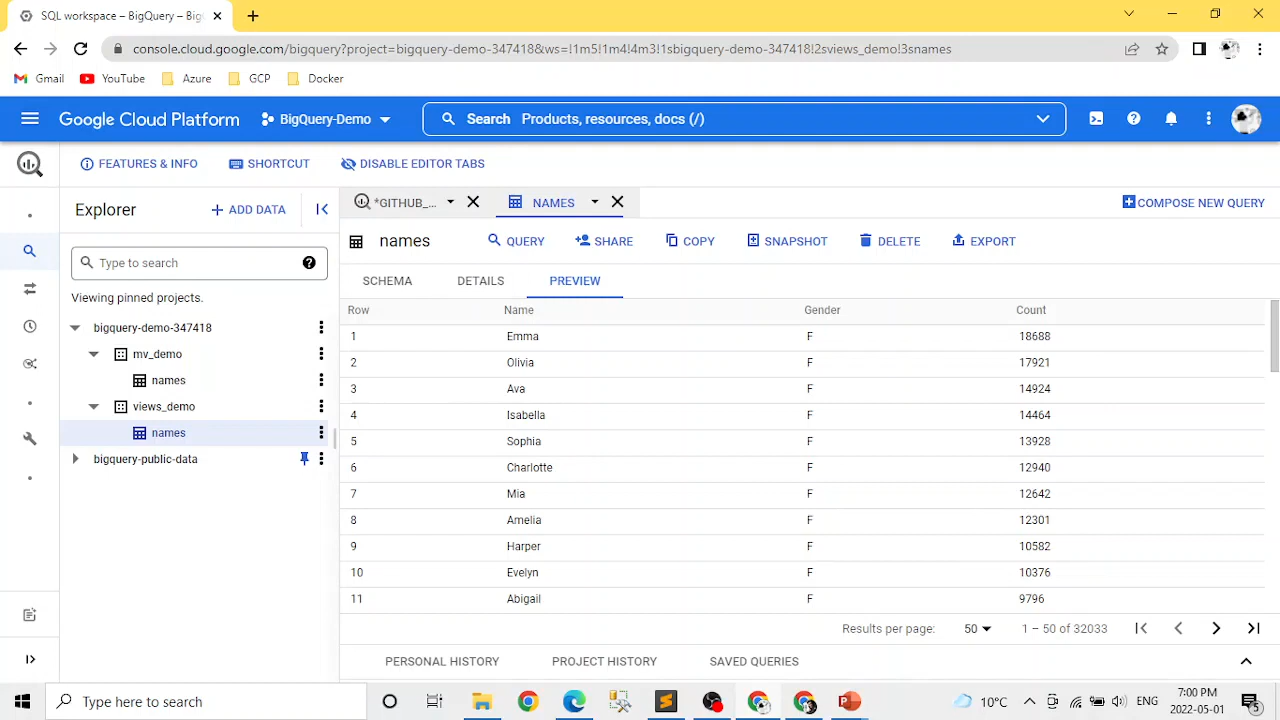 SQL workspace - BigQuery - Big
console.cloud.google.com/bigquery?project=bigquery-demo-347418&ws=!1m5!1m4!4m3!1sbigquery-demo-347418!2sviews_demo!3snames
Gmail YouTube Azure GCP Docker
Google Cloud Platform BigQuery-Demo Search Products, resources, docs (/)
FEATURES & INFO SHORTCUT DISABLE EDITOR TABS
Explorer + ADD DATA
*GITHUB_... NAMES COMPOSE NEW QUERY
names QUERY SHARE COPY SNAPSHOT DELETE EXPORT
Type to search
SCHEMA DETAILS PREVIEW
Viewing pinned projects.
bigquery-demo-347418
mv_demo
names
views_demo
names
bigquery-public-data
Row Name Gender Count
1 Emma F 18688
2 Olivia F 17921
3 Ava F 14924
4 Isabella F 14464
5 Sophia F 13928
6 Charlotte F 12940
7 Mia F 12642
8 Amelia F 12301
9 Harper F 10582
10 Evelyn F 10376
11 Abigail F 9796
Results per page: 50 1 – 50 of 32033
PERSONAL HISTORY PROJECT HISTORY SAVED QUERIES
Type here to search
10°C ENG 7:00 PM
2022-05-01 5